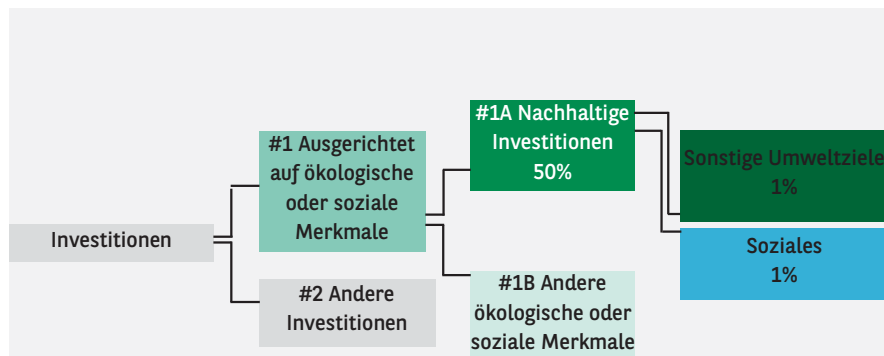 Investitionen
#1 Ausgerichtet
auf ökologische
oder soziale
Merkmale
#2 Andere
Investitionen
#1A Nachhaltige
Investitionen
50%
#1B Andere
ökologische oder
soziale Merkmale
Sonstige Umweltziele
1%
Soziales
1%